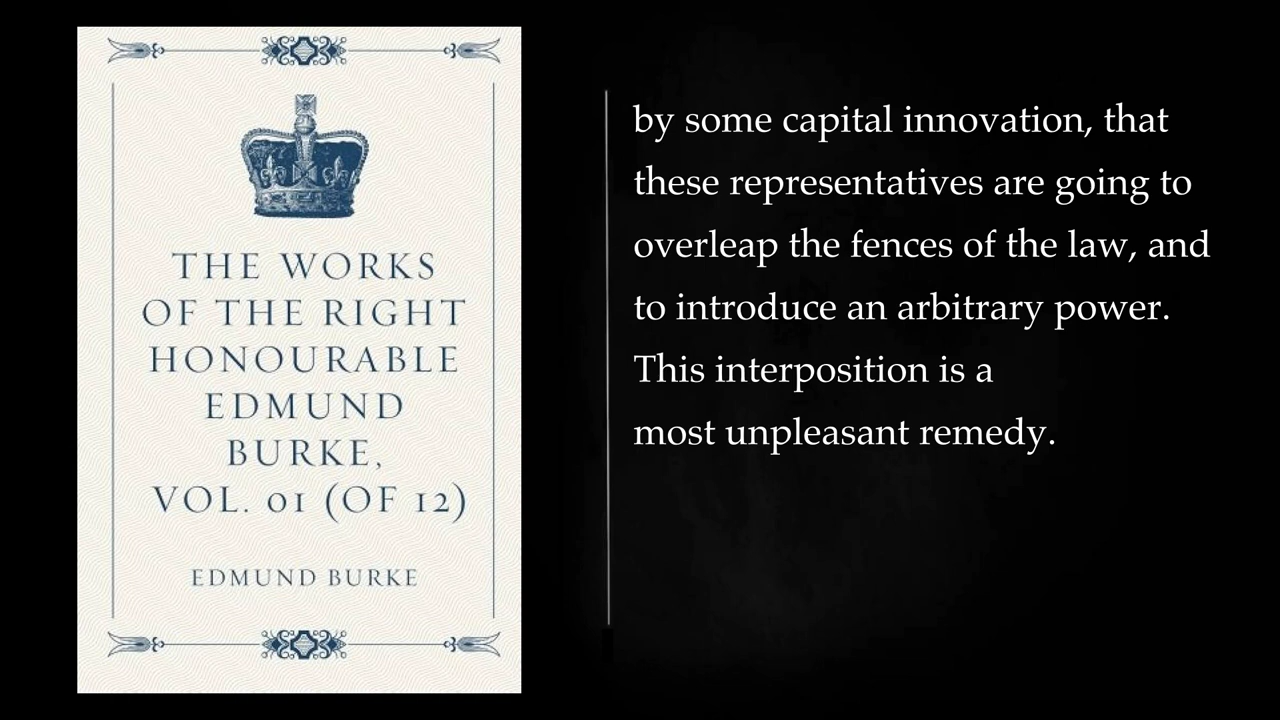 THE WORKS
OF THE RIGHT
HONOURABLE
EDMUND
BURKE,
VOL. 01 (OF 12)
EDMUND BURKE
by some capital innovation, that
these representatives are going to
overleap the fences of the law, and
to introduce an arbitrary power.
This interposition is a
most unpleasant remedy.